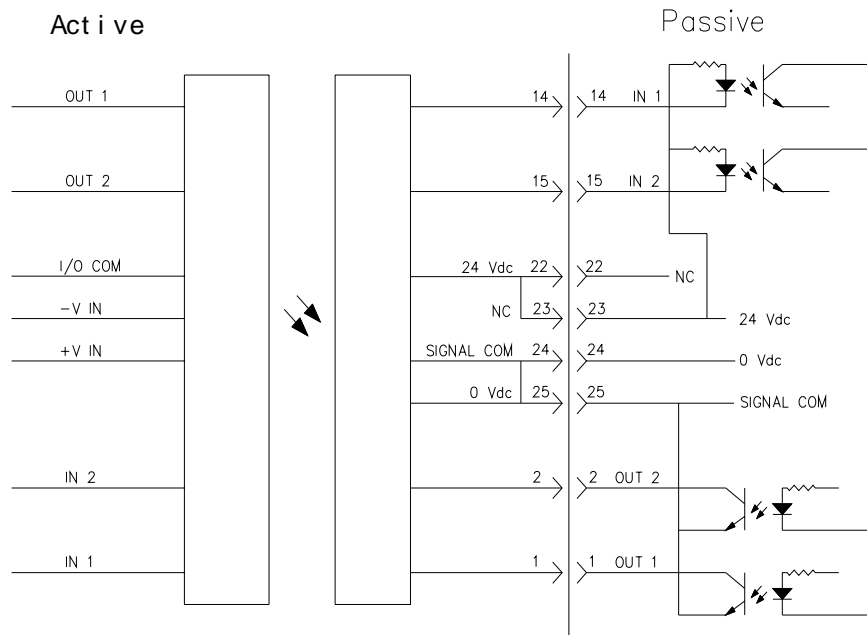 Active
Passive
OUT 1
14
14
IN 1
OUT 2
15
15
IN 2
I/O COM
24 Vdc
22
22
NC
-V IN
NC
23
23
24 Vdc
+V IN
SIGNAL COM
24
24
0 Vdc
0 Vdc
25
25
SIGNAL COM
IN 2
2
2
OUT 2
IN 1
1
1
OUT 1